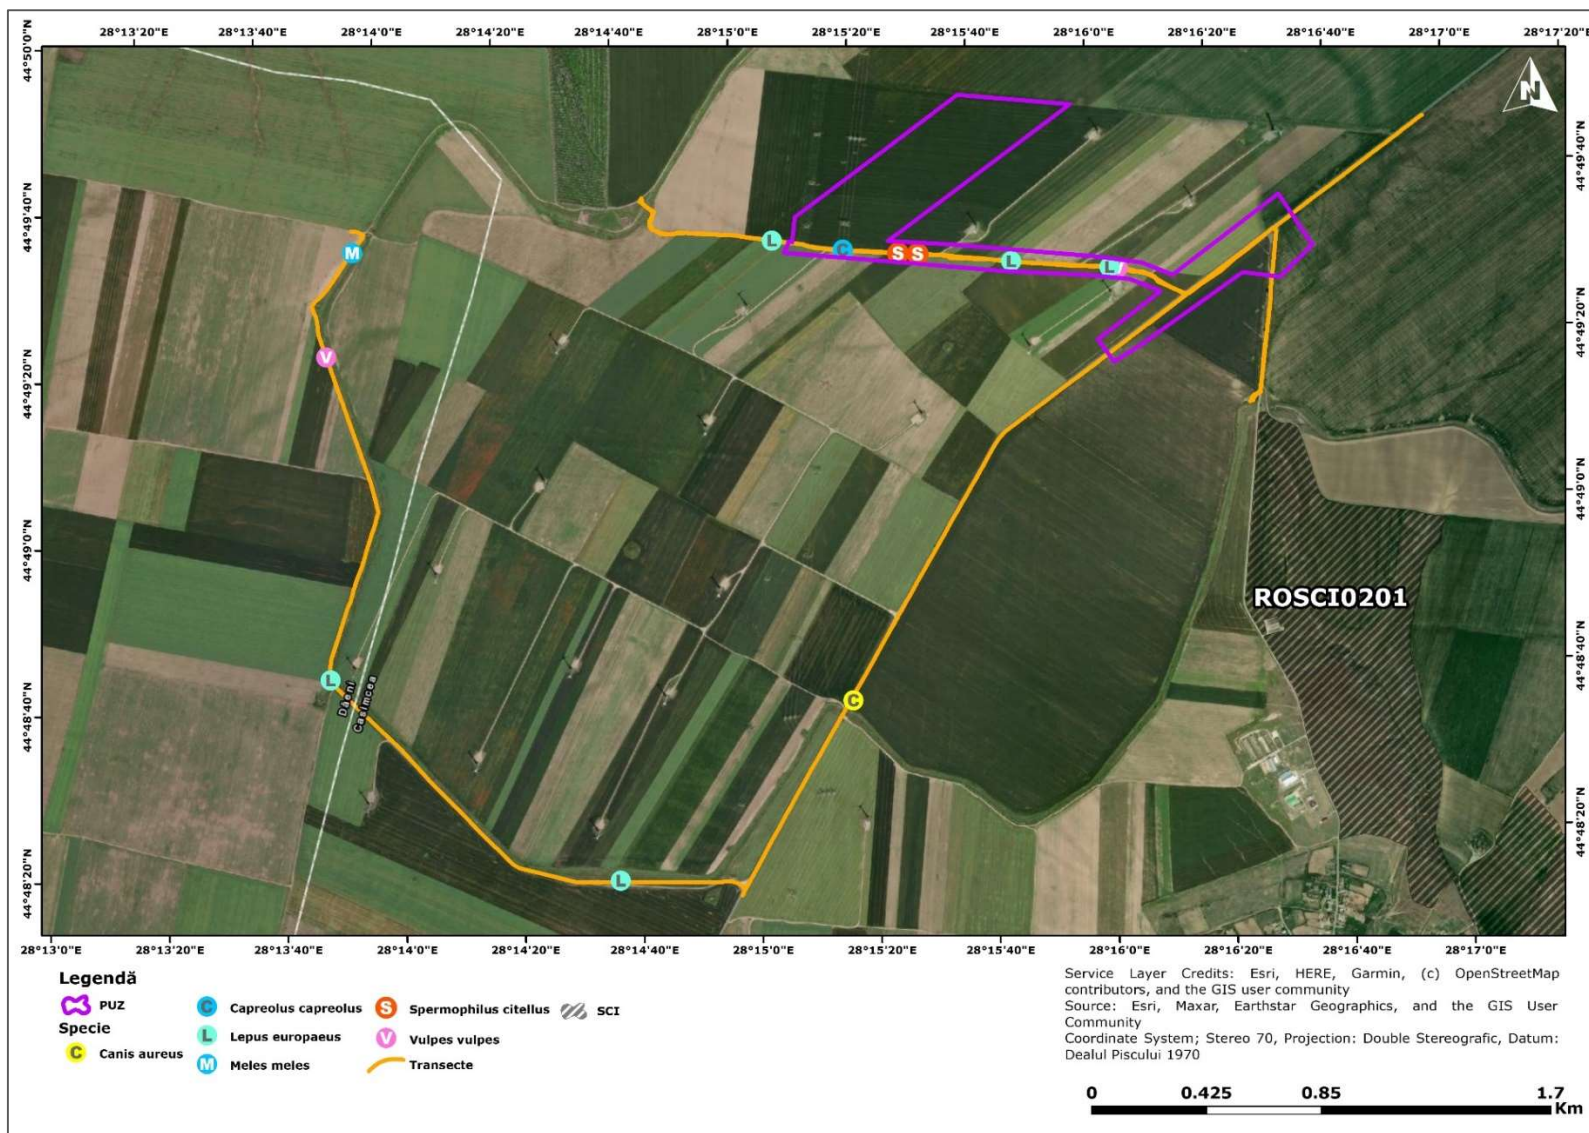 28°13'20"E 28°13'40"E 28°14'0"E 28°14'20"E 28°14'40"E 28°15'0"E 28°15'20"E 28°15'40"E 28°16'0"E 28°16'20"E 28°16'40"E 28°17'0"E 28°17'20"E
44°50'0"N
44°49'40"N
44°49'20"N
44°49'0"N
44°48'40"N
44°48'20"N
N
L C S S L L
M
V
L
C
L
Dăeni
Casimcea
ROSCI0201
44°49'40"N
44°49'20"N
44°49'0"N
44°48'40"N
44°48'20"N
28°13'0"E 28°13'20"E 28°13'40"E 28°14'0"E 28°14'20"E 28°14'40"E 28°15'0"E 28°15'20"E 28°15'40"E 28°16'0"E 28°16'20"E 28°16'40"E 28°17'0"E
Legendă
PUZ
Specie
C Canis aureus
C Capreolus capreolus
L Lepus europaeus
M Meles meles
S Spermophilus citellus
V Vulpes vulpes
Transecte
SCI
Service Layer Credits: Esri, HERE, Garmin, (c) OpenStreetMap
contributors, and the GIS user community
Source: Esri, Maxar, Earthstar Geographics, and the GIS User
Community
Coordinate System; Stereo 70, Projection: Double Stereografic, Datum:
Dealul Piscului 1970
0 0.425 0.85 1.7
Km